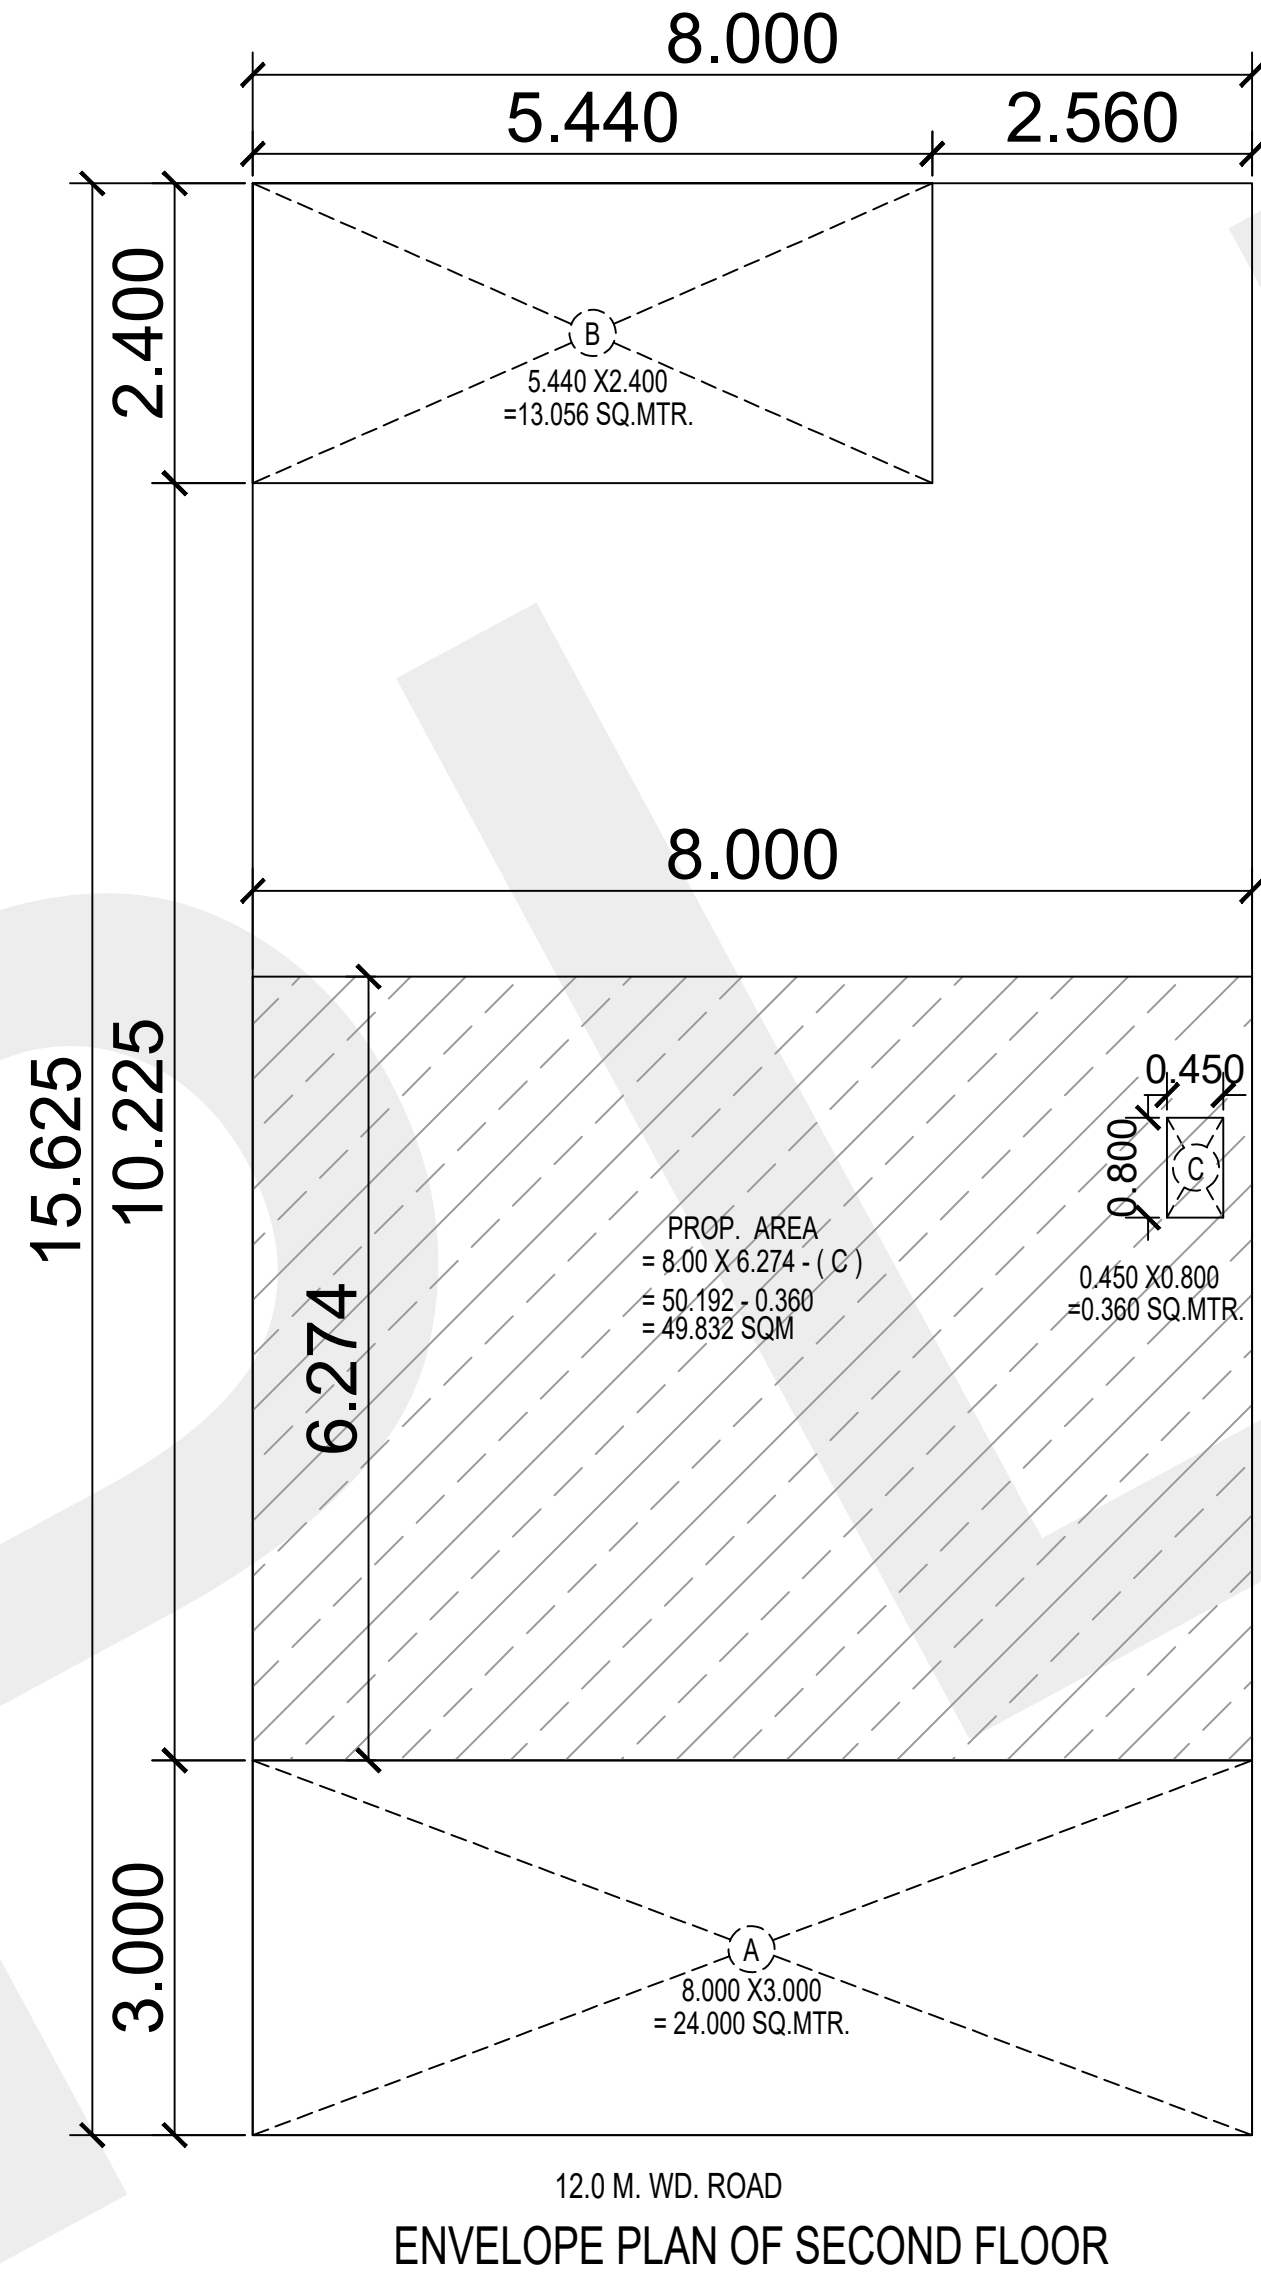 8.000
5.440
2.560
2.400
B
5.440 X2.400
=13.056 SQ.MTR.
8.000
15.625
10.225
6.274
0.450
0.800
C
0.450 X0.800
=0.360 SQ.MTR.
PROP. AREA
= 8.00 X 6.274 - ( C )
= 50.192 - 0.360
= 49.832 SQM
3.000
A
8.000 X3.000
= 24.000 SQ.MTR.
12.0 M. WD. ROAD
ENVELOPE PLAN OF SECOND FLOOR